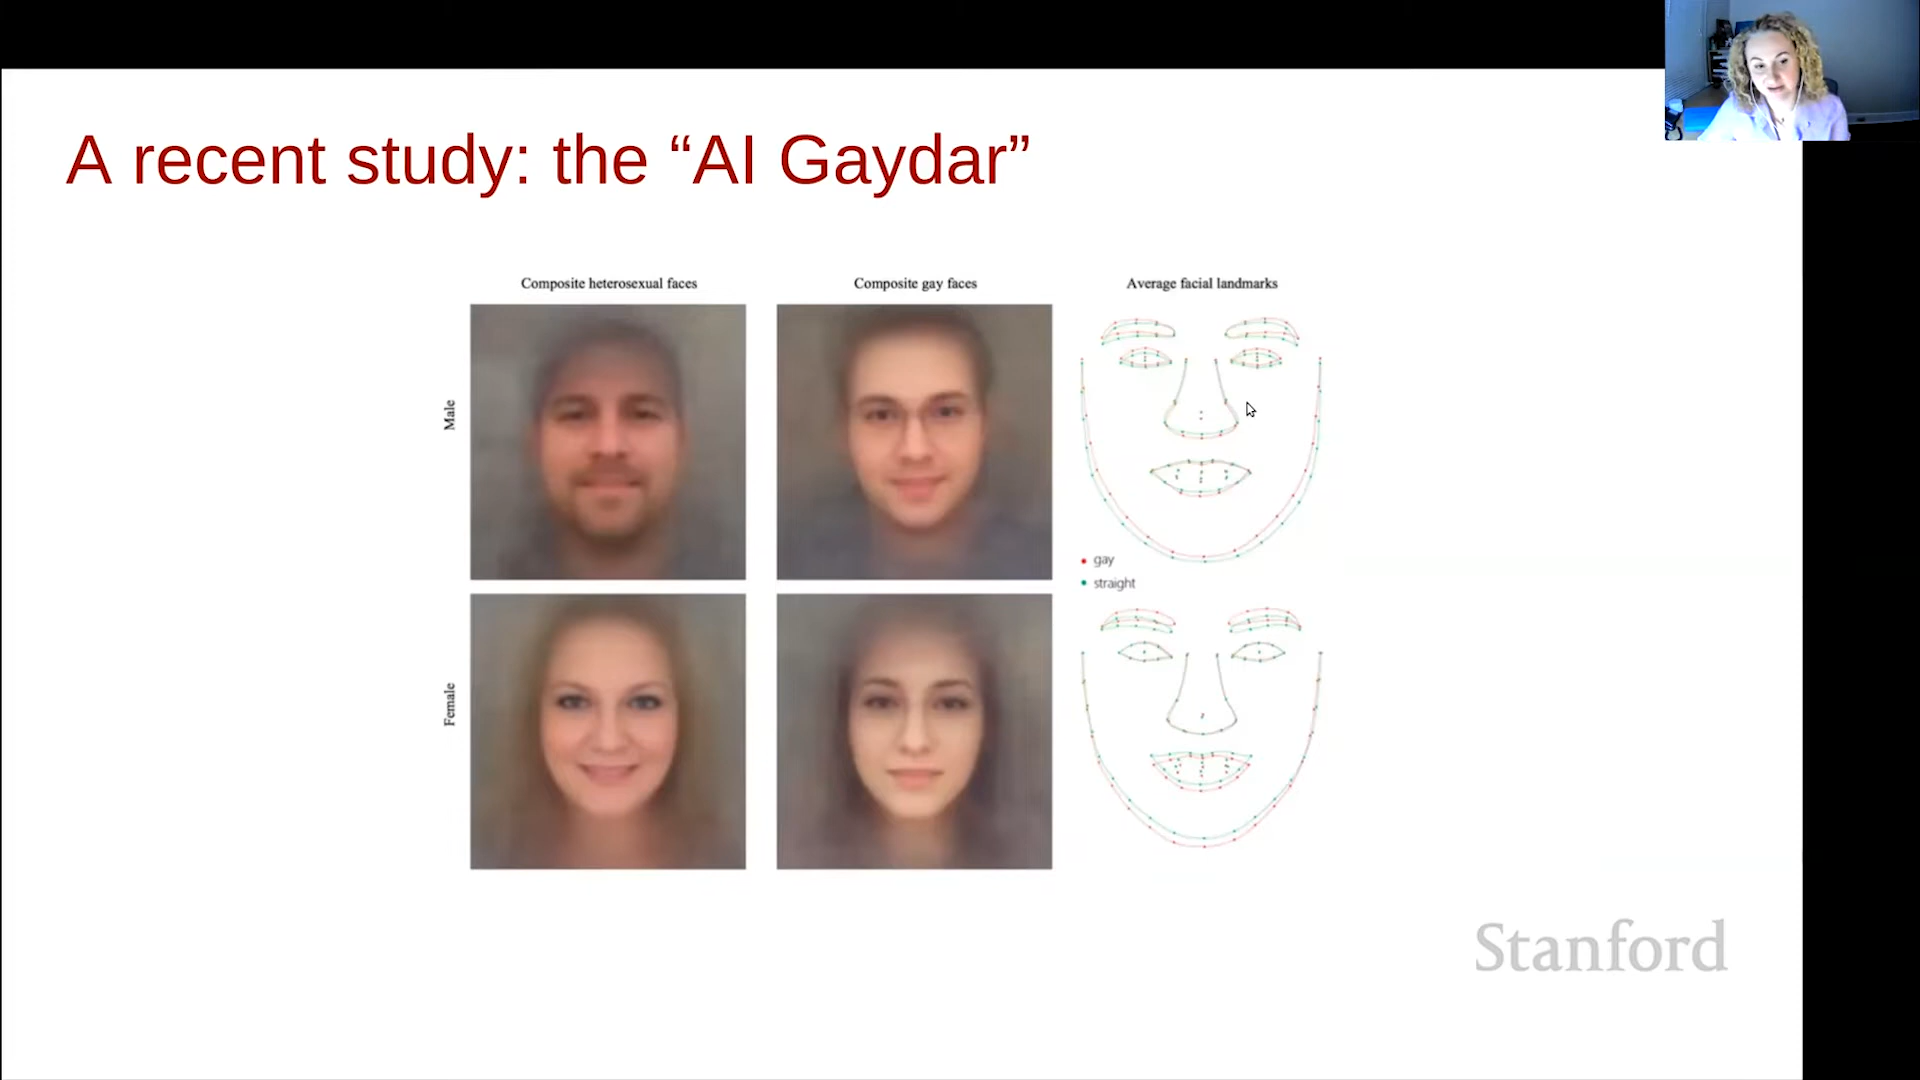 A recent study: the “AI Gaydar”
Composite heterosexual faces
Composite gay faces
Average facial landmarks
Male
gay
straight
Female
Stanford